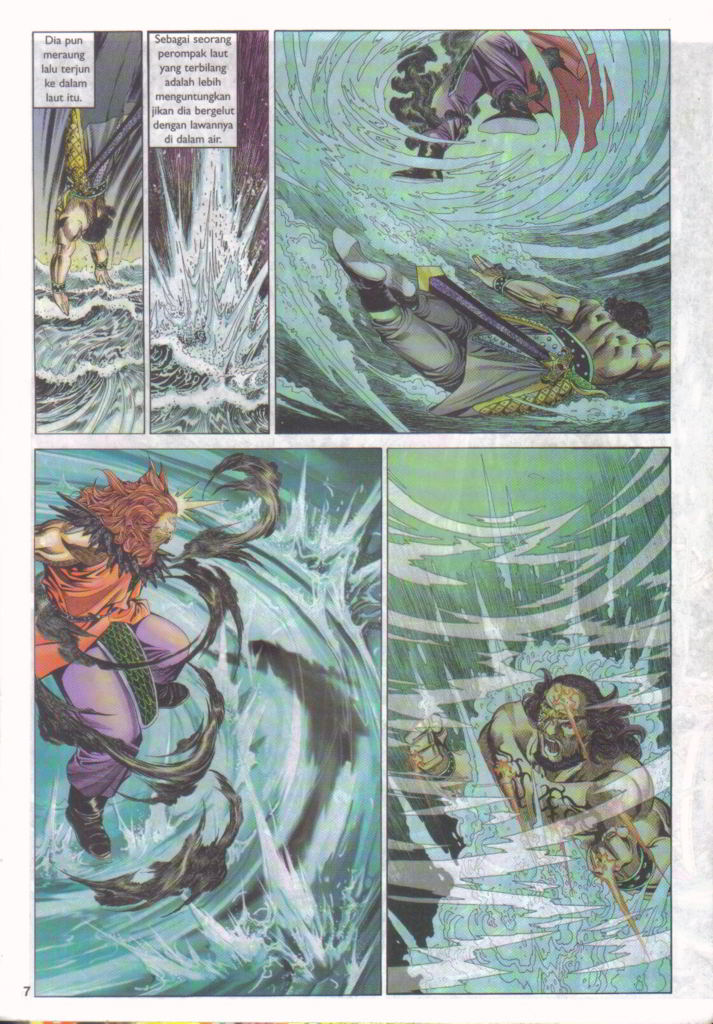 Dia pun
meraung
lalu terjun
ke dalam
laut itu.
Sebagai seorang
perompak laut
yang terbilang
adalah lebih
menguntungkan
jikan dia bergelut
dengan lawannya
di dalam air.
7